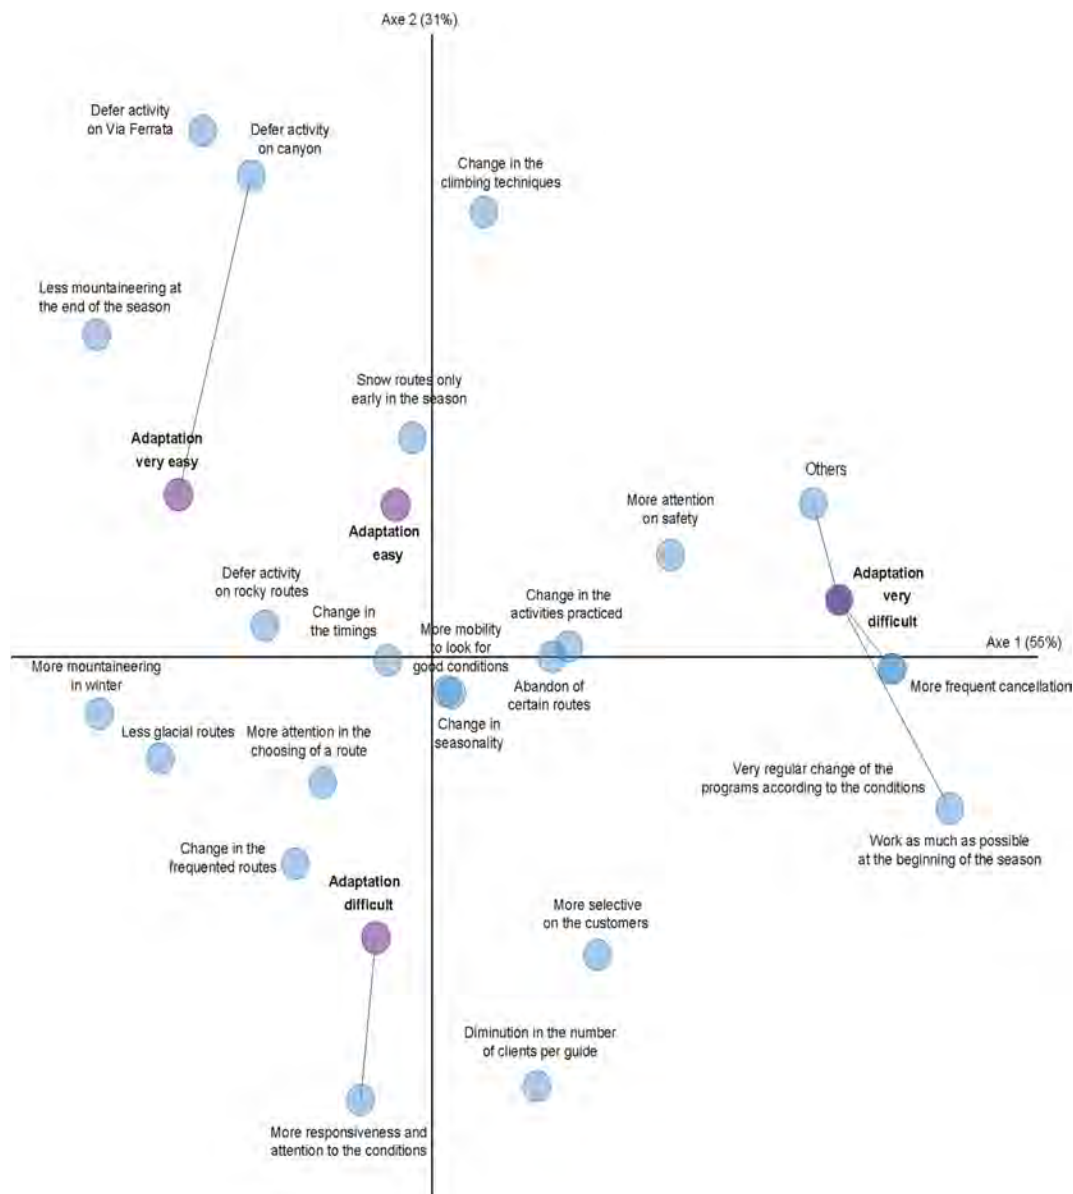 Axe 2 (31%)
Defer activity
on Via Ferrata
Defer activity
on canyon
Change in the
climbing techniques
Less mountaineering at
the end of the season
Snow routes only
early in the season
Adaptation
very easy
Others
More attention
on safety
Adaptation
easy
Adaptation
very
difficult
Defer activity
on rocky routes
Change in
the timings
Change in the
activities practiced
More mobility
to look for
good conditions
Axe 1 (55%)
More mountaineering
in winter
Abandon of
certain routes
More frequent cancellation
Less glacial routes
More attention in the
choosing of a route
Change in
seasonality
Very regular change of the
programs according to the conditions
Change in the
frequented routes
Work as much as possible
at the beginning of the season
Adaptation
difficult
More selective
on the customers
Diminution in the number
of clients per guide
More responsiveness and
attention to the conditions